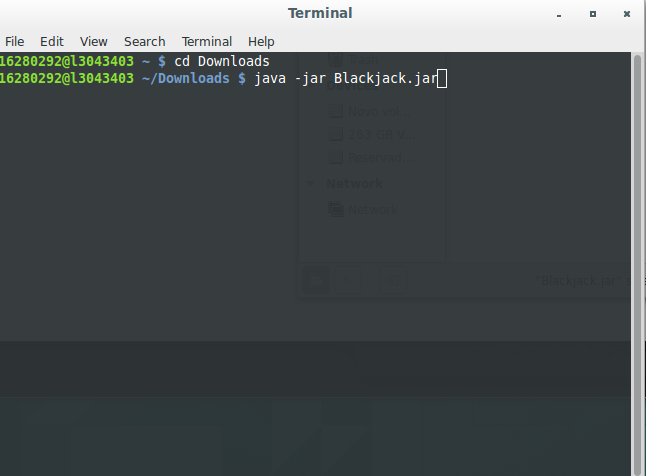 Terminal
File Edit View Search Terminal Help
16280292@l3043403 ~ $ cd Downloads
16280292@l3043403 ~/Downloads $ java -jar Blackjack.jar
Network
Network
"Blackjack.jar"